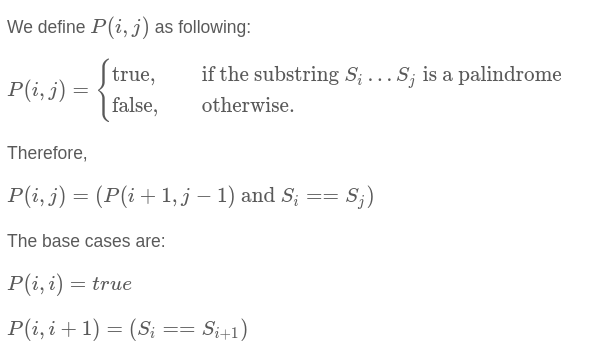 We define P(i, j) as following:
P(i, j) = { true, if the substring S_i … S_j is a palindrome
false, otherwise.
Therefore,
P(i, j) = (P(i + 1, j − 1) and S_i == S_j)
The base cases are:
P(i, i) = true
P(i, i + 1) = (S_i == S_{i+1})